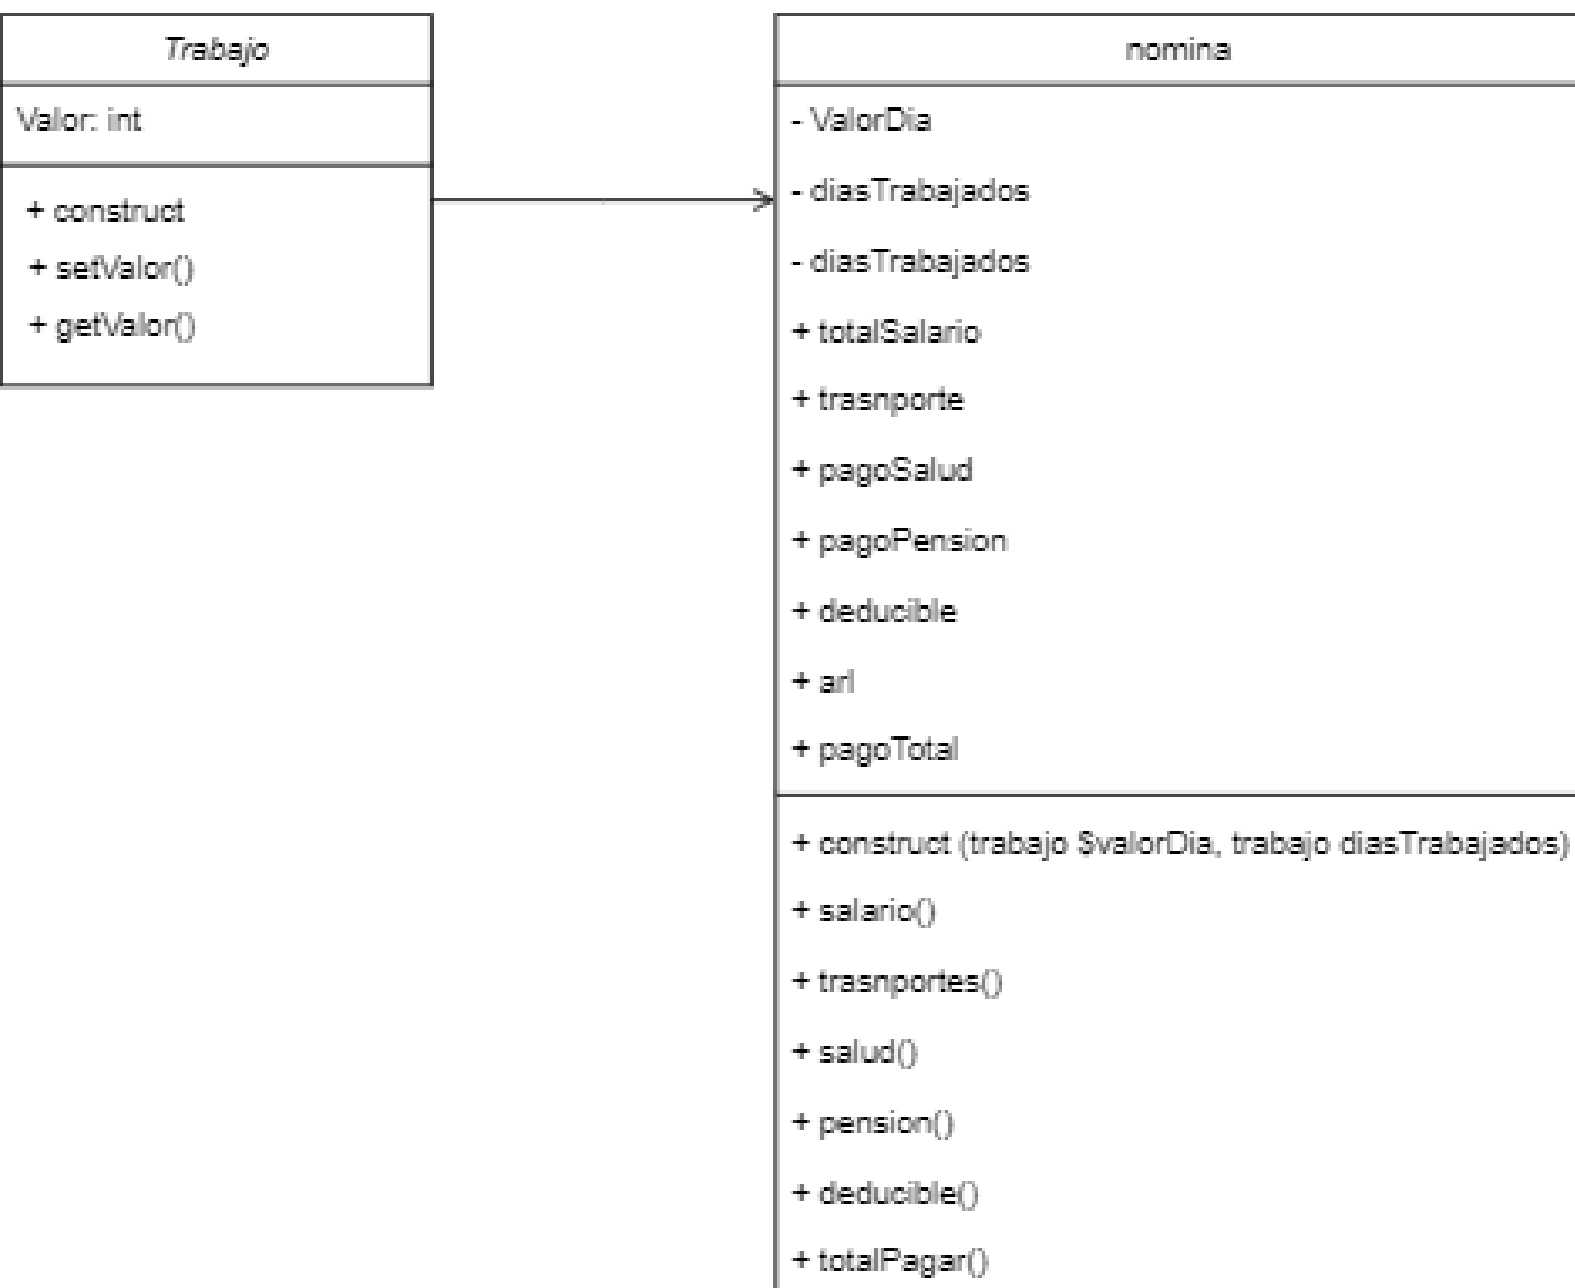 Trabajo
Valor: int
+ construct
+ setValor()
+ getValor()
nomina
- ValorDia
- diasTrabajados
- diasTrabajados
+ totalSalario
+ trasnporte
+ pagoSalud
+ pagoPension
+ deducible
+ arl
+ pagoTotal
+ construct (trabajo $valorDia, trabajo diasTrabajados)
+ salario()
+ trasnportes()
+ salud()
+ pension()
+ deducible()
+ totalPagar()